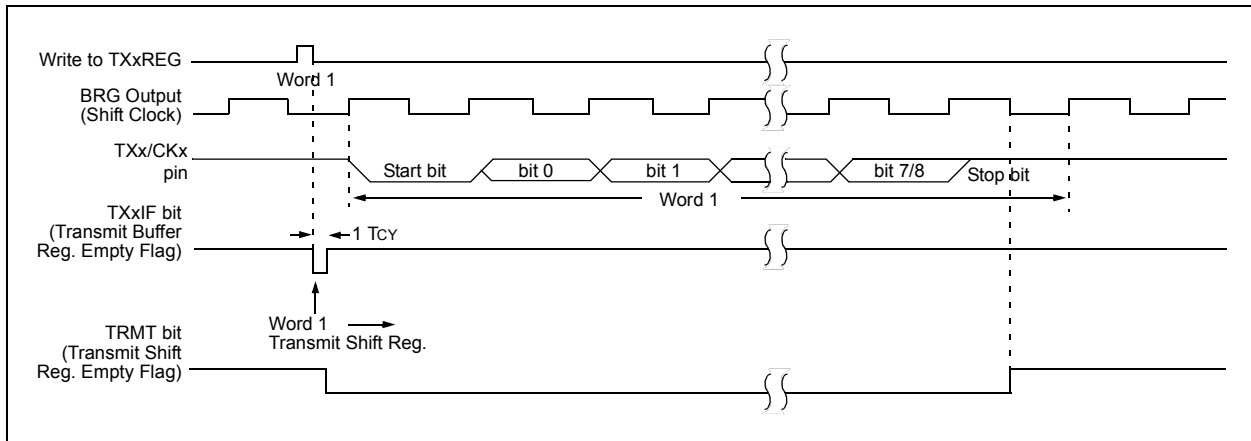 Write to TXxREG
Word 1
BRG Output
(Shift Clock)
TXx/CKx
pin
Start bit
bit 0
bit 1
bit 7/8
Stop bit
Word 1
TXxIF bit
(Transmit Buffer
Reg. Empty Flag)
1 TCY
Word 1
Transmit Shift Reg.
TRMT bit
(Transmit Shift
Reg. Empty Flag)